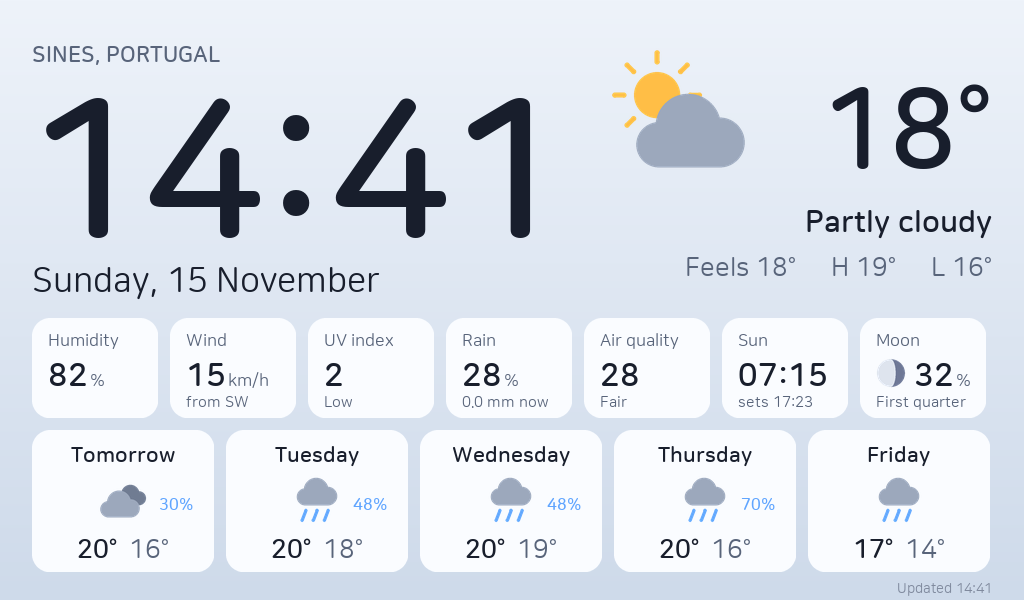 SINES, PORTUGAL
14:41
Sunday, 15 November
18°
Partly cloudy
Feels 18° H 19° L 16°
Humidity
82 %
Wind
15 km/h
from SW
UV index
2
Low
Rain
28 %
0.0 mm now
Air quality
28
Fair
Sun
07:15
sets 17:23
Moon
32 %
First quarter
Tomorrow
30%
20° 16°
Tuesday
48%
20° 18°
Wednesday
48%
20° 19°
Thursday
70%
20° 16°
Friday
17° 14°
Updated 14:41